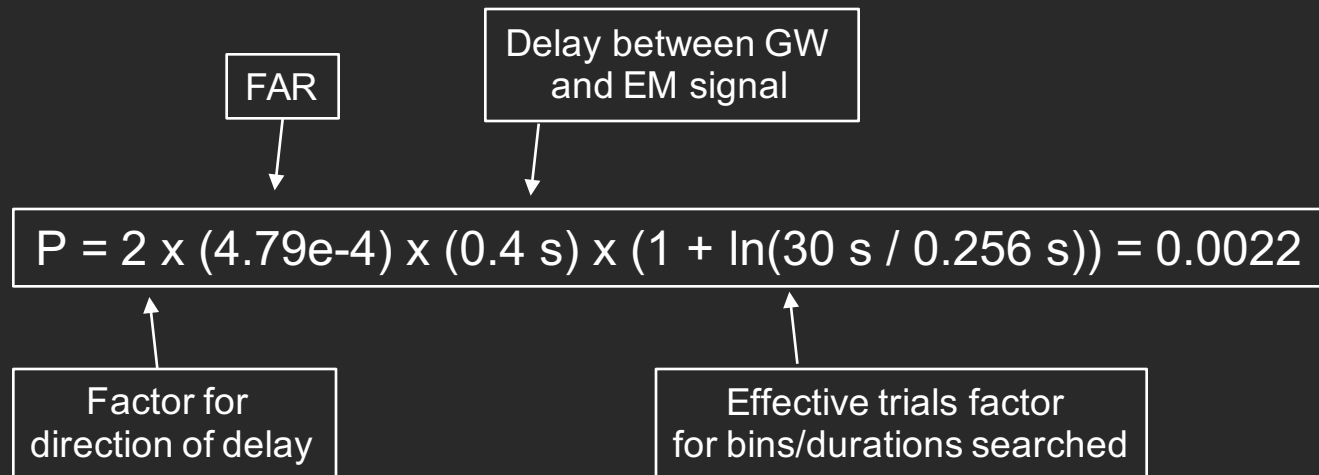 Delay between GW
and EM signal
FAR
P = 2 x (4.79e-4) x (0.4 s) x (1 + ln(30 s / 0.256 s)) = 0.0022
Factor for
direction of delay
Effective trials factor
for bins/durations searched